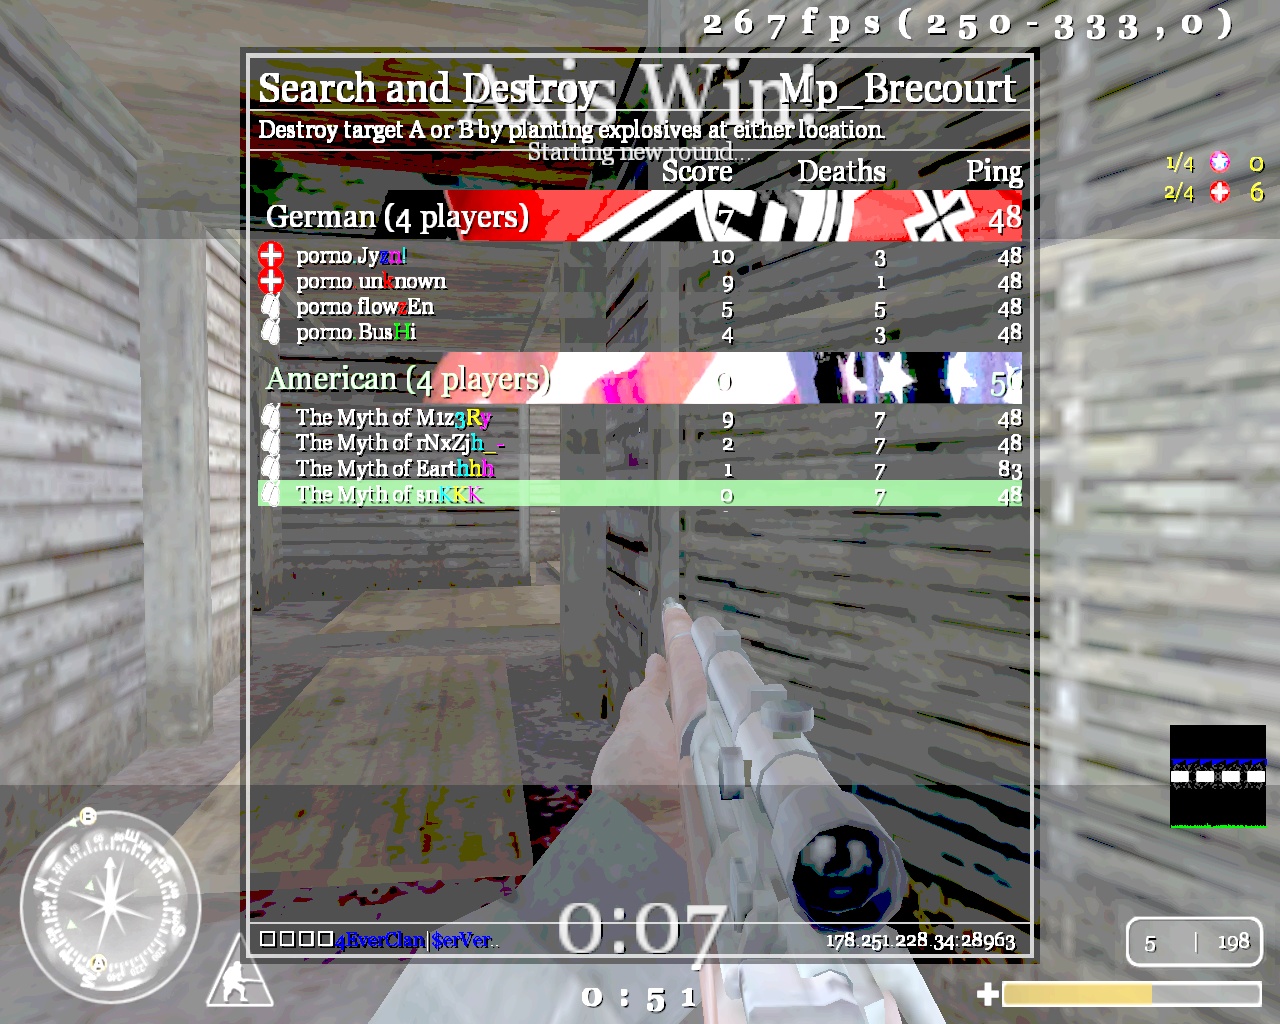 267fps(250-333,0)
Axis Win!
Search and Destroy Mp_Brecourt
Destroy target A or B by planting explosives at either location.
Starting new round...
Score Deaths Ping
1/4 0
2/4 6
German (4 players) 7 48
porno.Jyzn! 10 3 48
porno unknown 9 1 48
porno flowzEn 5 5 48
porno.BusHi 4 3 48
American (4 players) 0 56
The Myth of M1z3Ry 9 7 48
The Myth of rNxZjh_- 2 7 48
The Myth of Earthhh 1 7 83
The Myth of snKKK 0 7 48
B
A
0:07
4EverClan|$erVer.. 178.251.228.34:28963
5 | 198
0:51